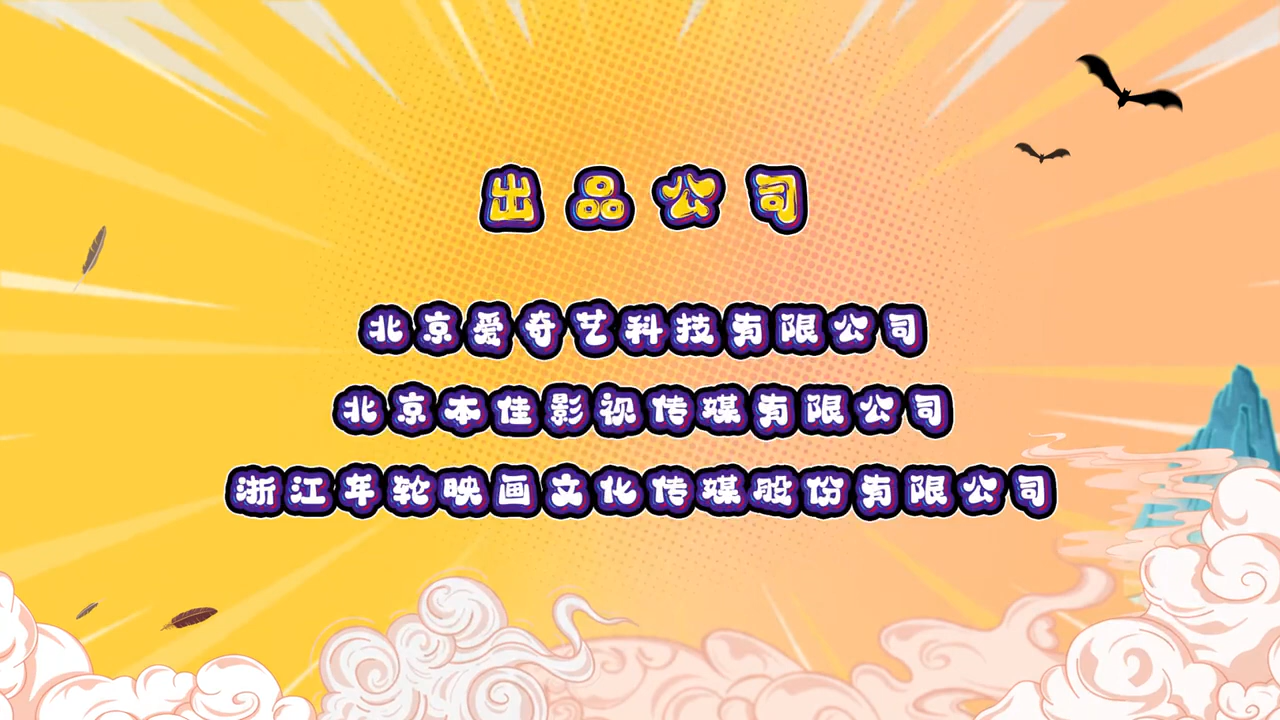 出品公司
北京爱奇艺科技有限公司
北京本佳影视传媒有限公司
浙江年轮映画文化传媒股份有限公司